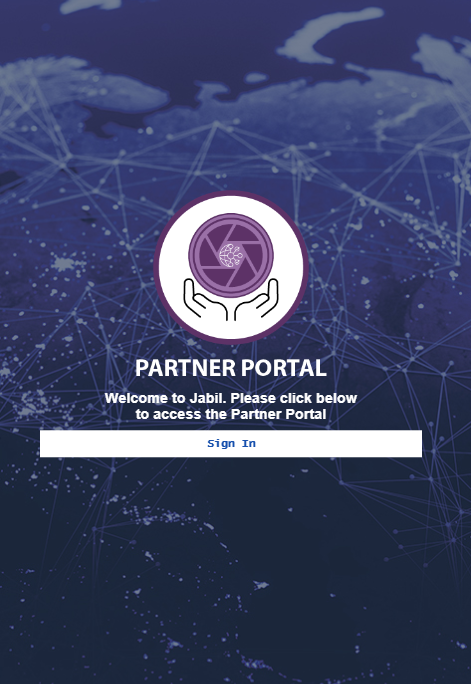 PARTNER PORTAL
Welcome to Jabil. Please click below
to access the Partner Portal
Sign In